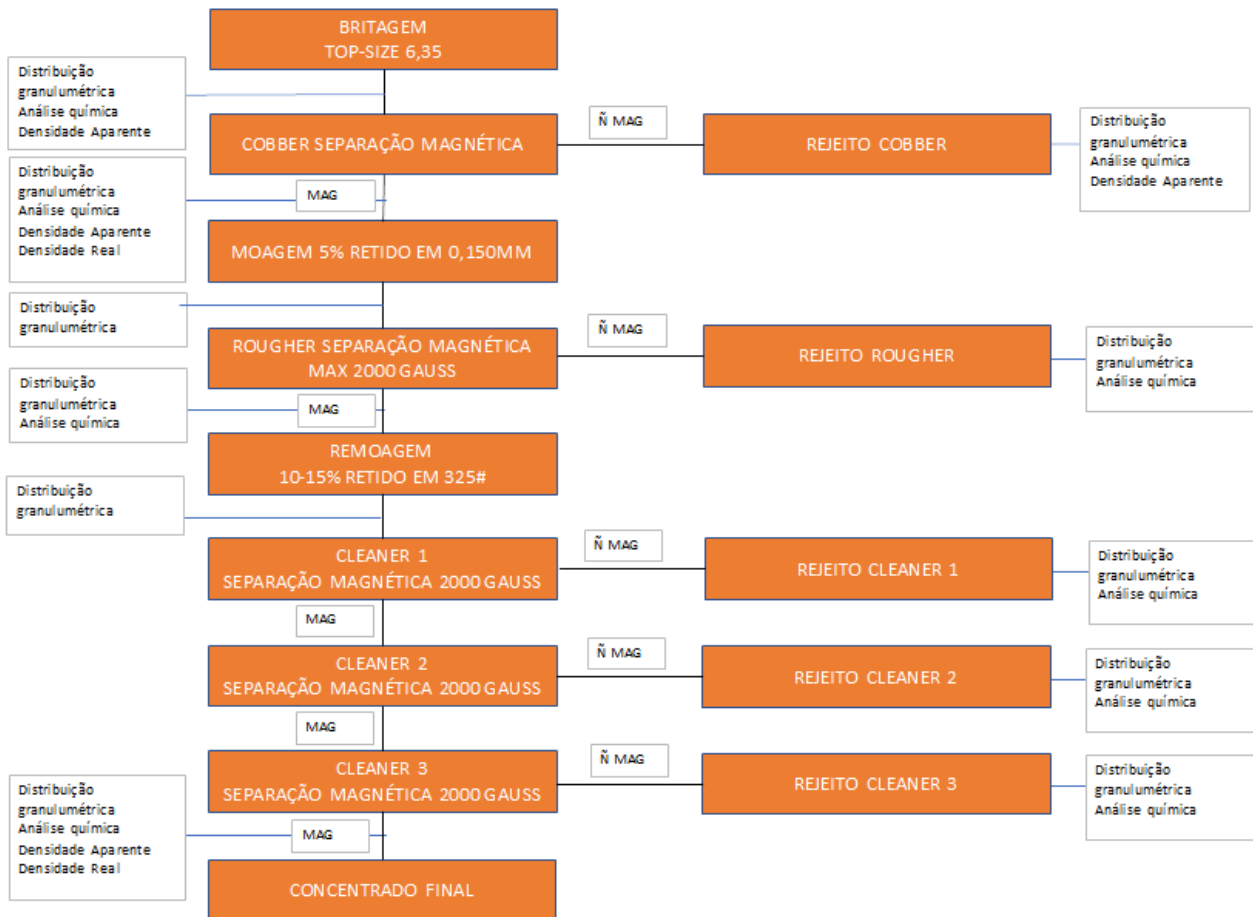 BRITAGEM
TOP-SIZE 6,35
Distribuição
granulumétrica
Análise química
Densidade Aparente
COBBER SEPARAÇÃO MAGNÉTICA
Ñ MAG
REJEITO COBBER
Distribuição
granulumétrica
Análise química
Densidade Aparente
Distribuição
granulumétrica
Análise química
Densidade Aparente
Densidade Real
MAG
MOAGEM 5% RETIDO EM 0,150MM
Distribuição
granulumétrica
ROUGHER SEPARAÇÃO MAGNÉTICA
MAX 2000 GAUSS
Ñ MAG
REJEITO ROUGHER
Distribuição
granulumétrica
Análise química
Distribuição
granulumétrica
Análise química
MAG
REMOAGEM
10-15% RETIDO EM 325#
Distribuição
granulumétrica
CLEANER 1
SEPARAÇÃO MAGNÉTICA 2000 GAUSS
Ñ MAG
REJEITO CLEANER 1
Distribuição
granulumétrica
Análise química
MAG
CLEANER 2
SEPARAÇÃO MAGNÉTICA 2000 GAUSS
Ñ MAG
REJEITO CLEANER 2
Distribuição
granulumétrica
Análise química
MAG
CLEANER 3
SEPARAÇÃO MAGNÉTICA 2000 GAUSS
Ñ MAG
REJEITO CLEANER 3
Distribuição
granulumétrica
Análise química
Distribuição
granulumétrica
Análise química
Densidade Aparente
Densidade Real
MAG
CONCENTRADO FINAL